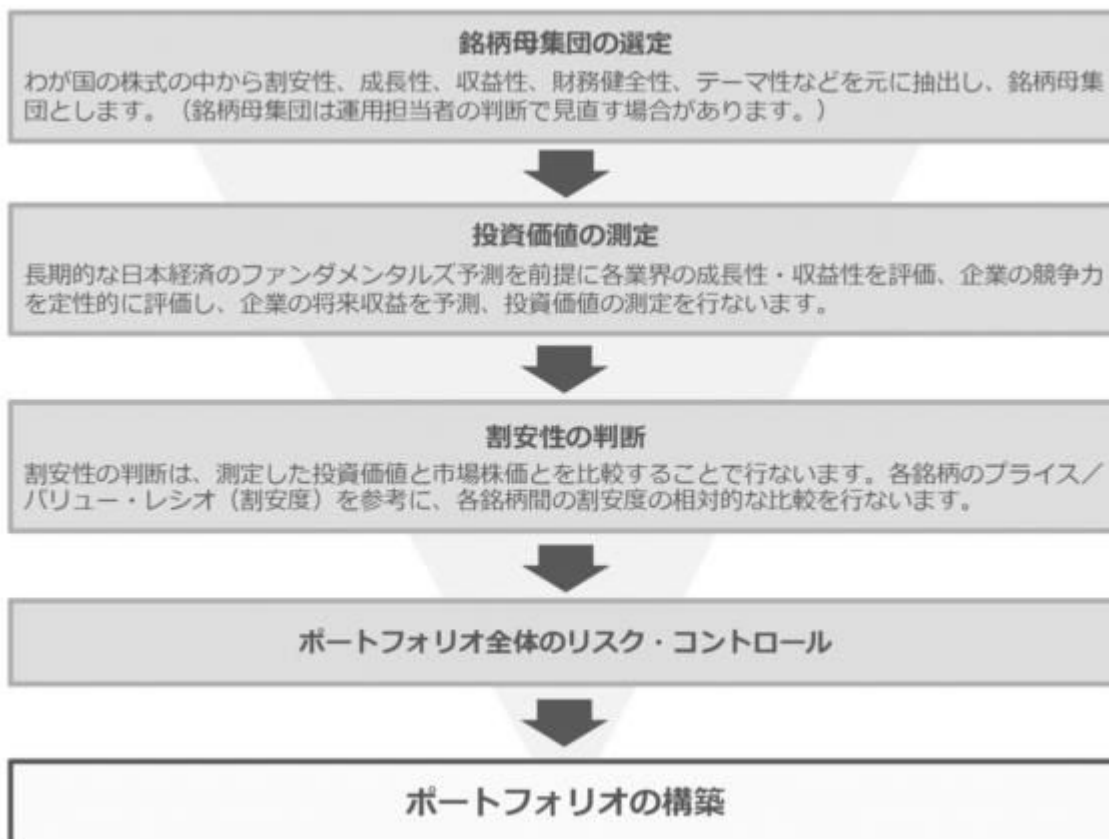 銘柄母集団の選定
わが国の株式の中から割安性、成長性、収益性、財務健全性、テーマ性などを元に抽出し、銘柄母集
団とします。（銘柄母集団は運用担当者の判断で見直す場合があります。）
投資価値の測定
長期的な日本経済のファンダメンタルズ予測を前提に各業界の成長性・収益性を評価、企業の競争力
を定性的に評価し、企業の将来収益を予測、投資価値の測定を行ないます。
割安性の判断
割安性の判断は、測定した投資価値と市場株価とを比較することで行ないます。各銘柄のプライス／
バリュー・レシオ（割安度）を参考に、各銘柄間の割安度の相対的な比較を行ないます。
ポートフォリオ全体のリスク・コントロール
ポートフォリオの構築